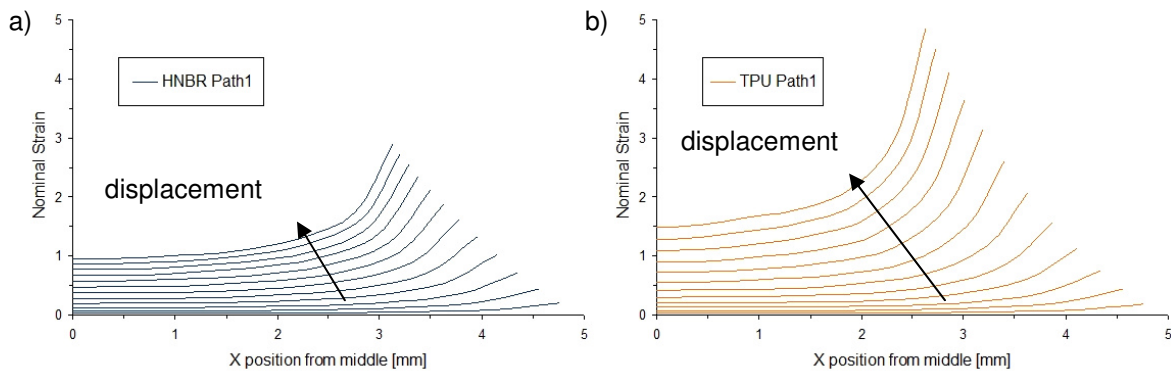 a)
5
4
3
2
1
0
Nominal Strain
HNBR Path1
displacement
0 1 2 3 4 5
X position from middle [mm]
b)
5
4
3
2
1
0
Nominal Strain
TPU Path1
displacement
0 1 2 3 4 5
X position from middle [mm]